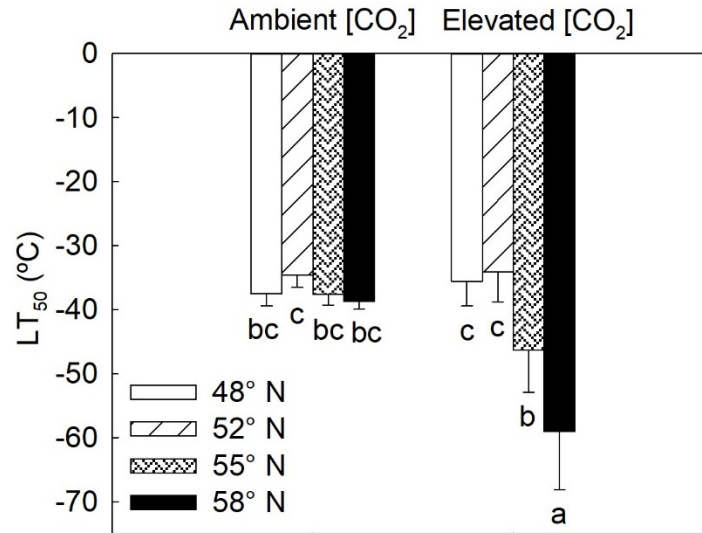 Ambient [CO₂] Elevated [CO₂]
0
-10
-20
-30
-40
-50
-60
-70
LT₅₀ (ºC)
bc c bc bc
c c b a
48° N
52° N
55° N
58° N